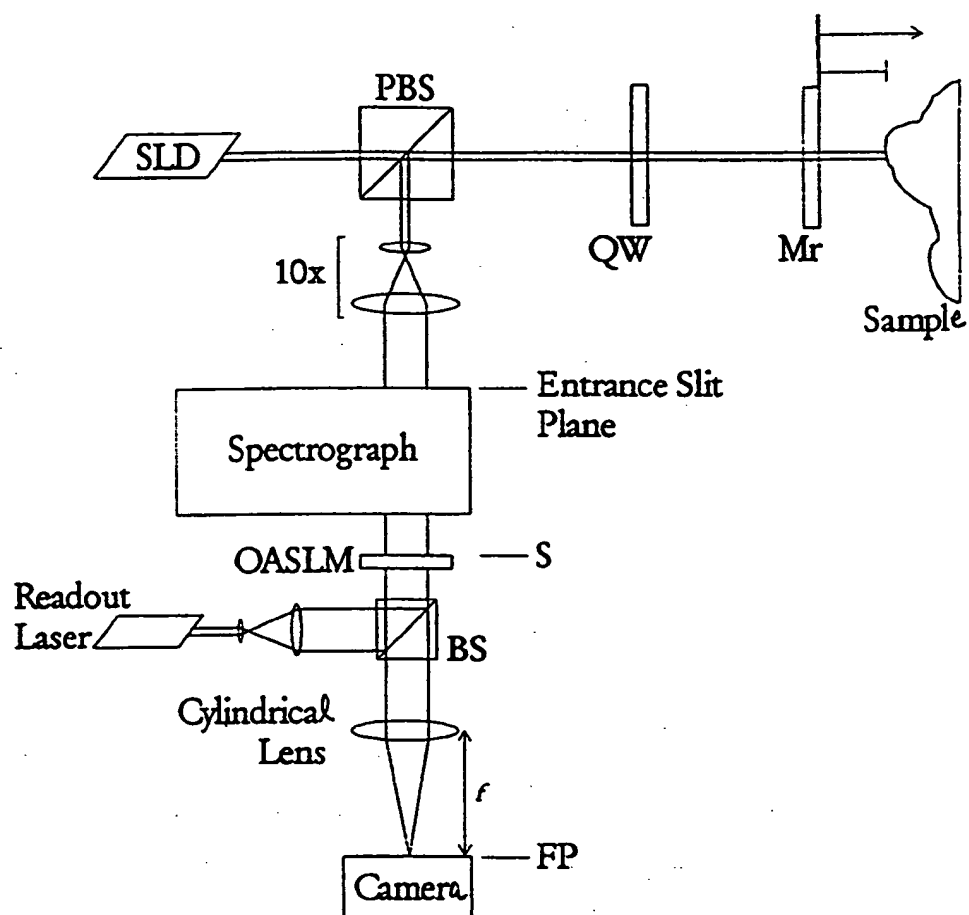 PBS
SLD
QW
Mr
10x
Sample
Entrance Slit
Plane
Spectrograph
OASLM
S
Readout
Laser
BS
Cylindrical
Lens
f
FP
Camera